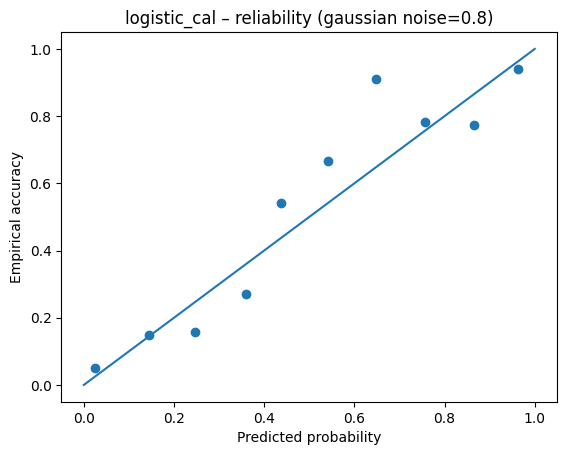 logistic_cal – reliability (gaussian noise=0.8)
Empirical accuracy
1.0
0.8
0.6
0.4
0.2
0.0
0.0 0.2 0.4 0.6 0.8 1.0
Predicted probability